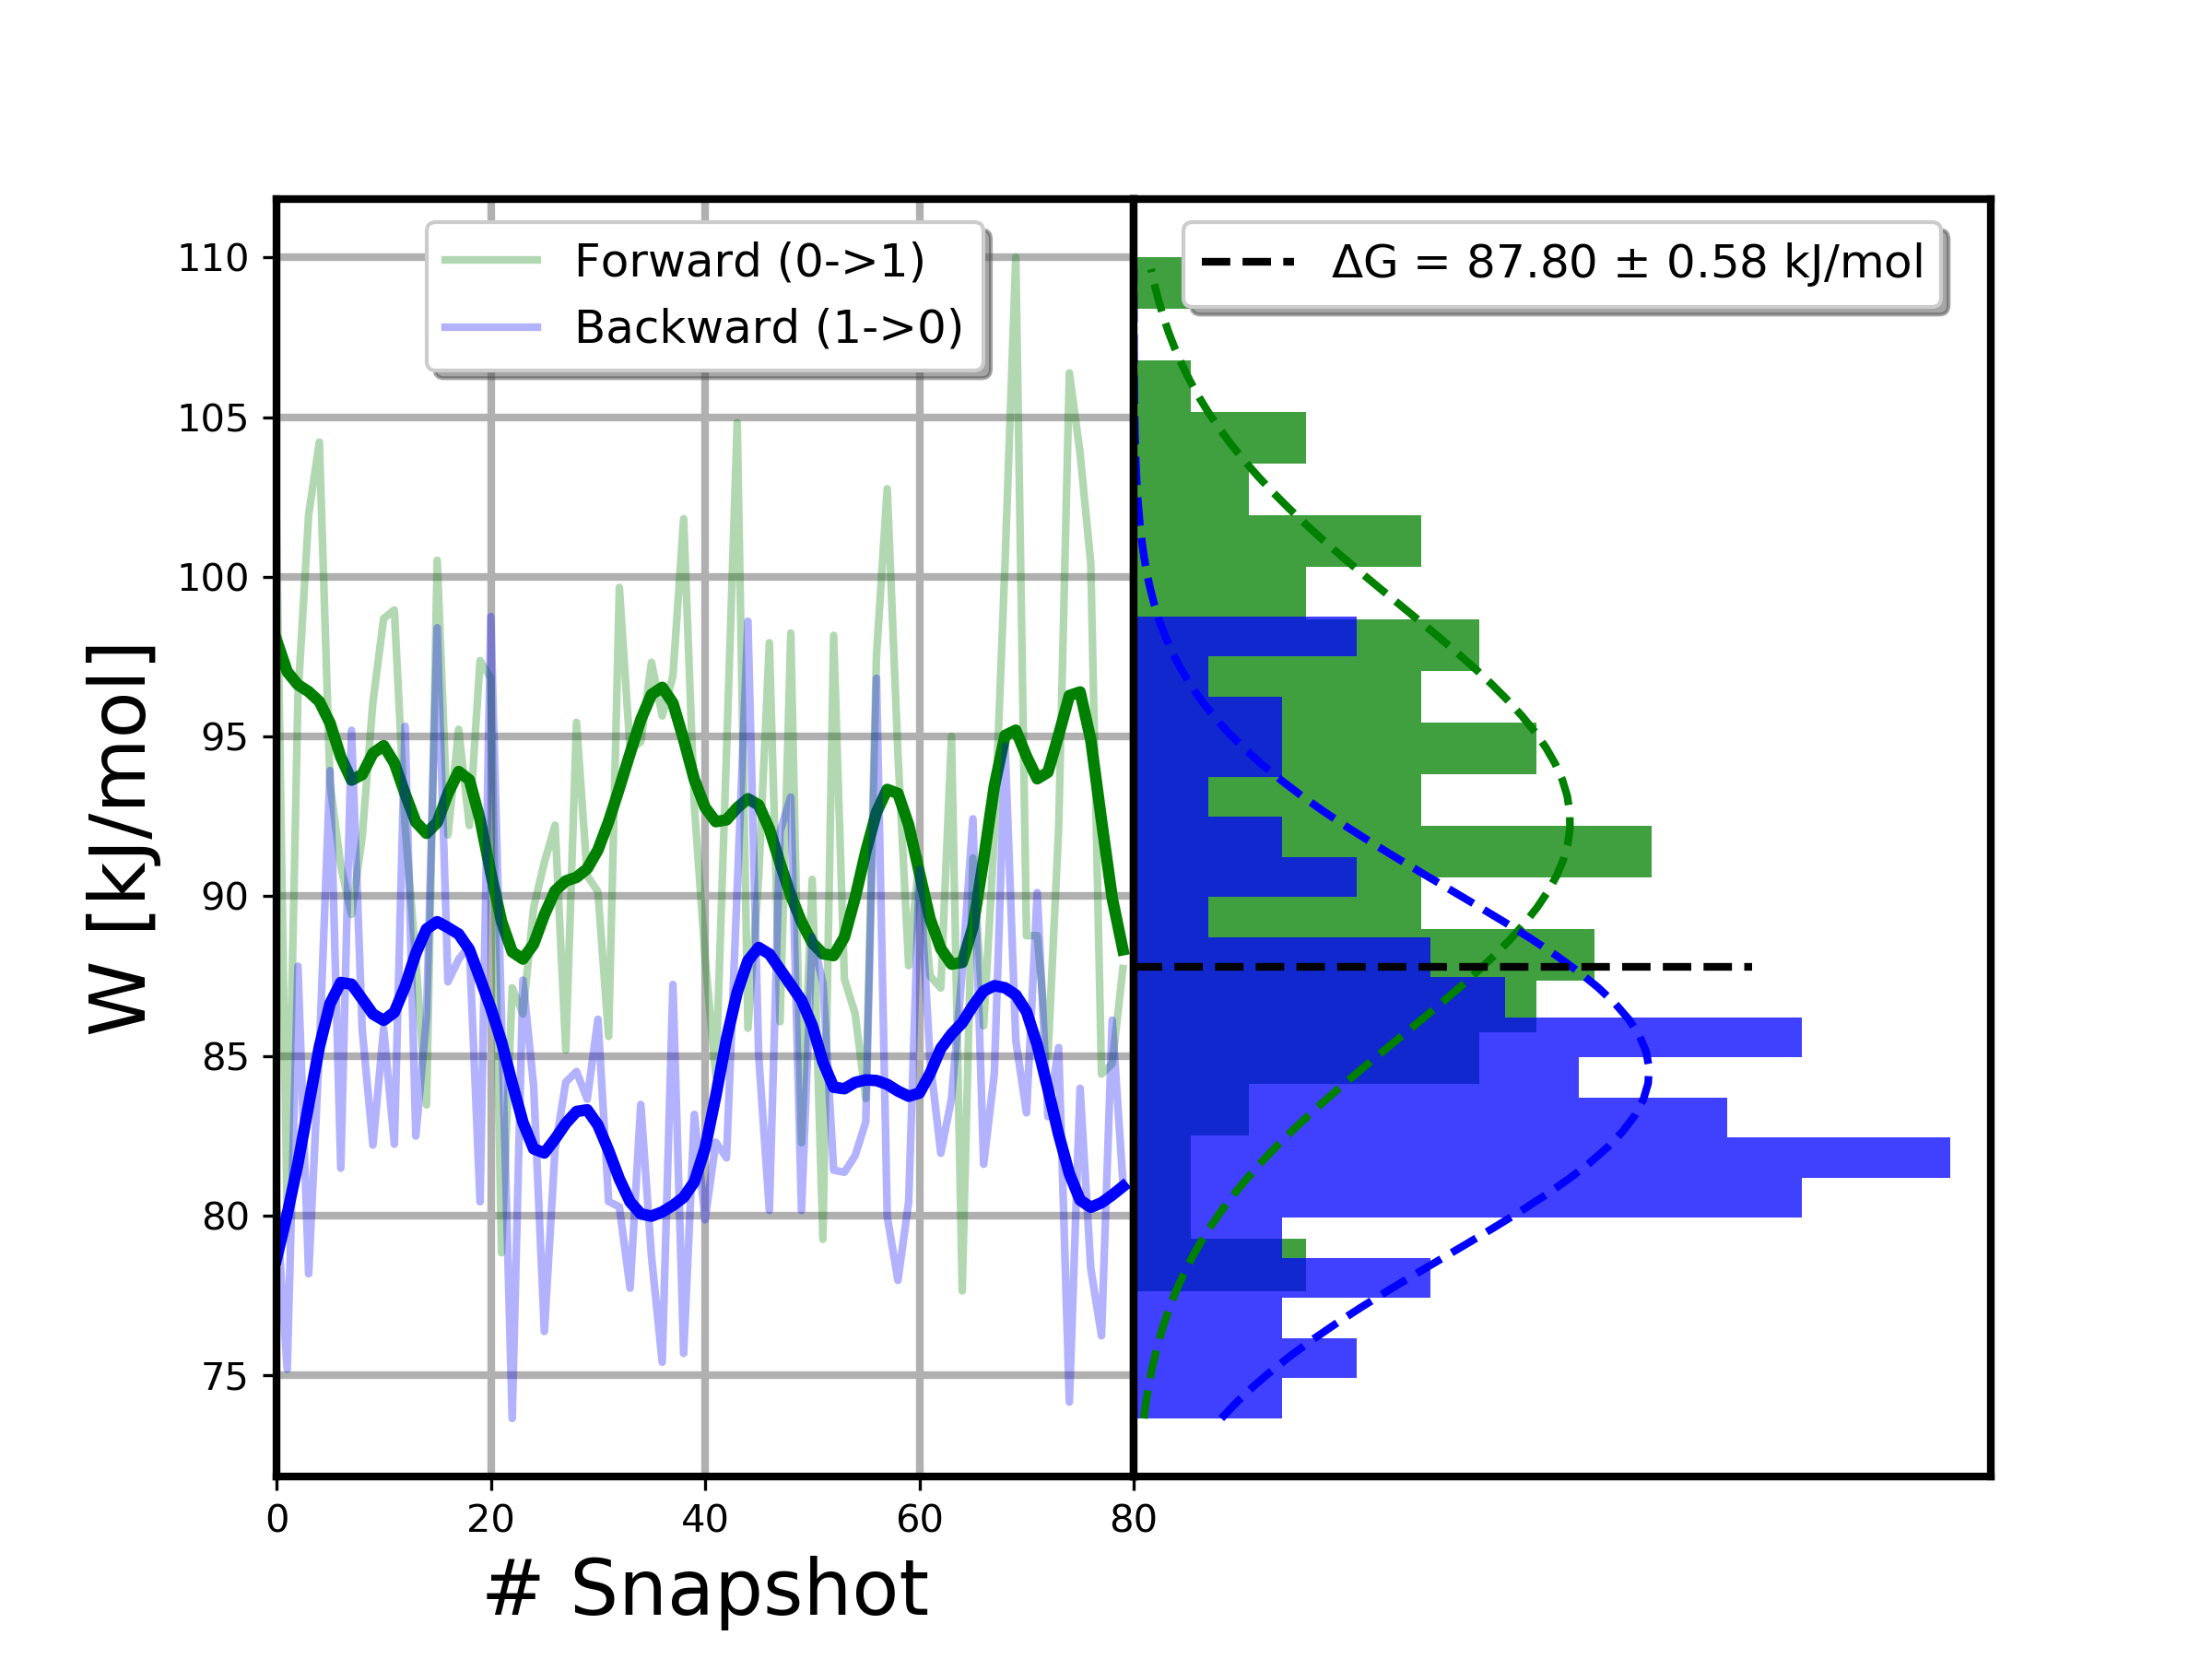 Forward (0->1)
Backward (1->0)
ΔG = 87.80 ± 0.58 kJ/mol
W [kJ/mol]
110
105
100
95
90
85
80
75
0 20 40 60 80
# Snapshot